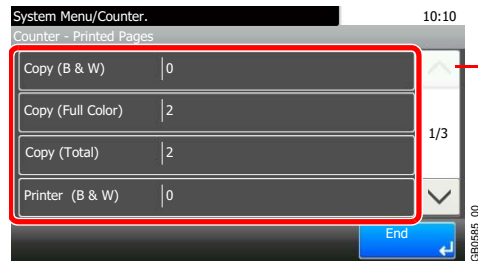 System Menu/Counter. 10:10
Counter - Printed Pages
Copy (B & W) 0
Copy (Full Color) 2
1/3
Copy (Total) 2
Printer (B & W) 0
End
GB0585_00